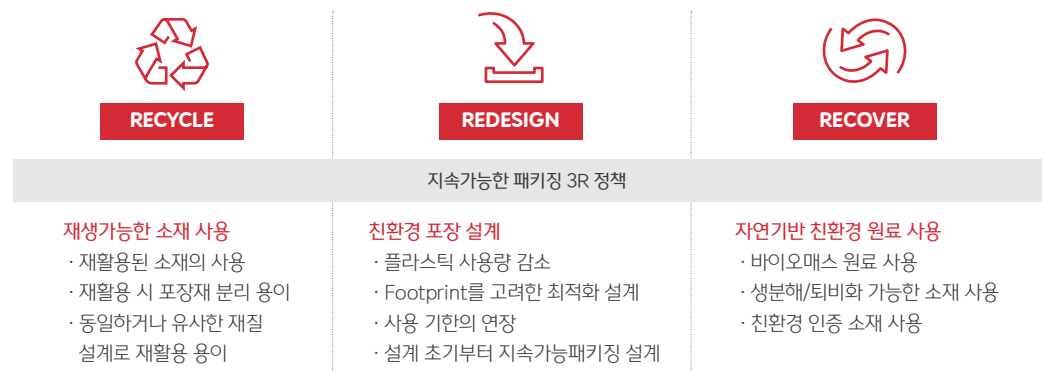 RECYCLE
REDESIGN
RECOVER
지속가능한 패키징 3R 정책
재생가능한 소재 사용
· 재활용된 소재의 사용
· 재활용 시 포장재 분리 용이
· 동일하거나 유사한 재질
설계로 재활용 용이
친환경 포장 설계
· 플라스틱 사용량 감소
· Footprint를 고려한 최적화 설계
· 사용 기한의 연장
· 설계 초기부터 지속가능패키징 설계
자연기반 친환경 원료 사용
· 바이오매스 원료 사용
· 생분해/퇴비화 가능한 소재 사용
· 친환경 인증 소재 사용